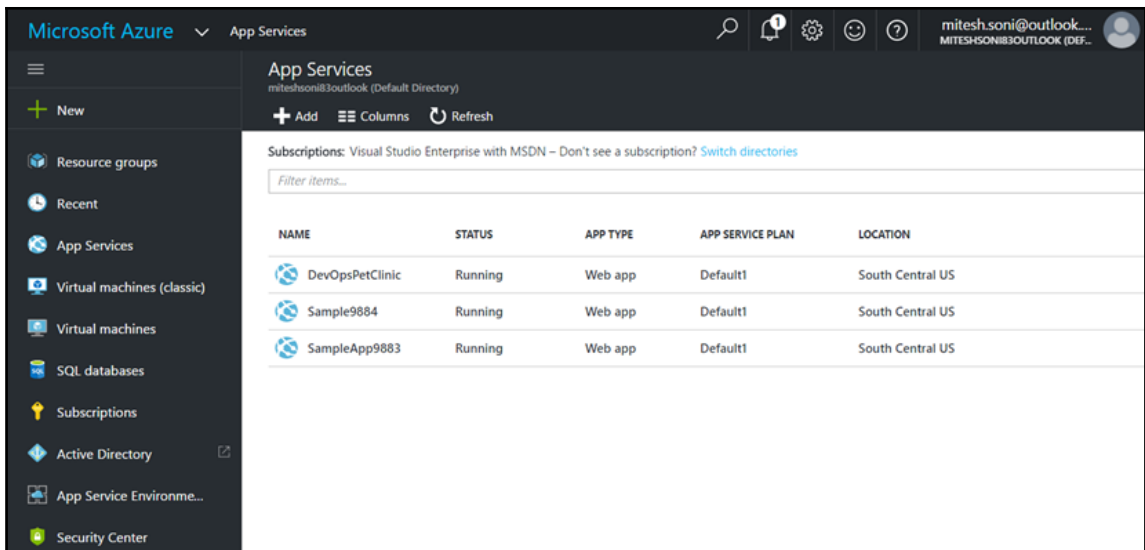 Microsoft Azure App Services
1
mitesh.soni@outlook....
MITESHSONI83OUTLOOK (DEF...
New
Resource groups
Recent
App Services
Virtual machines (classic)
Virtual machines
SQL databases
Subscriptions
Active Directory
App Service Environme...
Security Center
App Services
miteshsoni83outlook (Default Directory)
Add Columns Refresh
Subscriptions: Visual Studio Enterprise with MSDN – Don't see a subscription? Switch directories
Filter items...
NAME STATUS APP TYPE APP SERVICE PLAN LOCATION
DevOpsPetClinic Running Web app Default1 South Central US
Sample9884 Running Web app Default1 South Central US
SampleApp9883 Running Web app Default1 South Central US